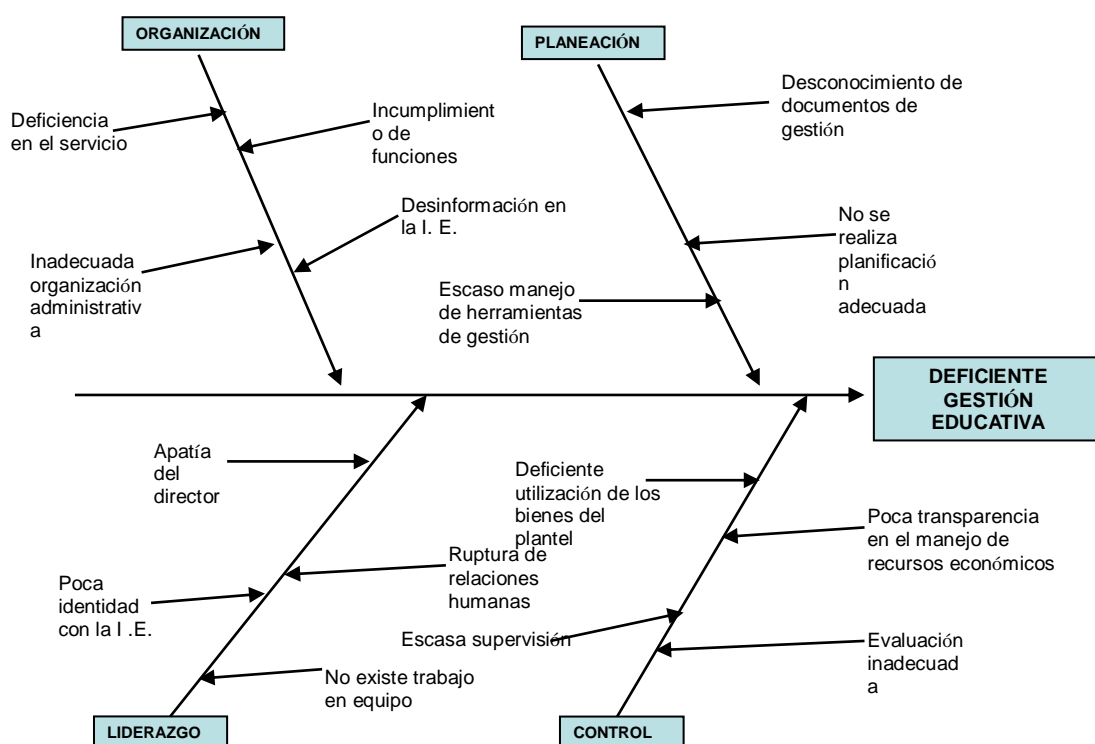 ORGANIZACIÓN
PLANEACIÓN
Deficiencia
en el servicio
Incumplimient
o de
funciones
Desinformación en
la I. E.
Inadecuada
organización
administrativ
a
Desconocimiento de
documentos de
gestión
No se
realiza
planificació
n
adecuada
Escaso manejo
de herramientas
de gestión
DEFICIENTE
GESTIÓN
EDUCATIVA
Apatía
del
director
Ruptura de
relaciones
humanas
Poca
identidad
con la I .E.
No existe trabajo
en equipo
Deficiente
utilización de los
bienes del
plantel
Poca transparencia
en el manejo de
recursos económicos
Escasa supervisión
Evaluación
inadecuad
a
LIDERAZGO
CONTROL